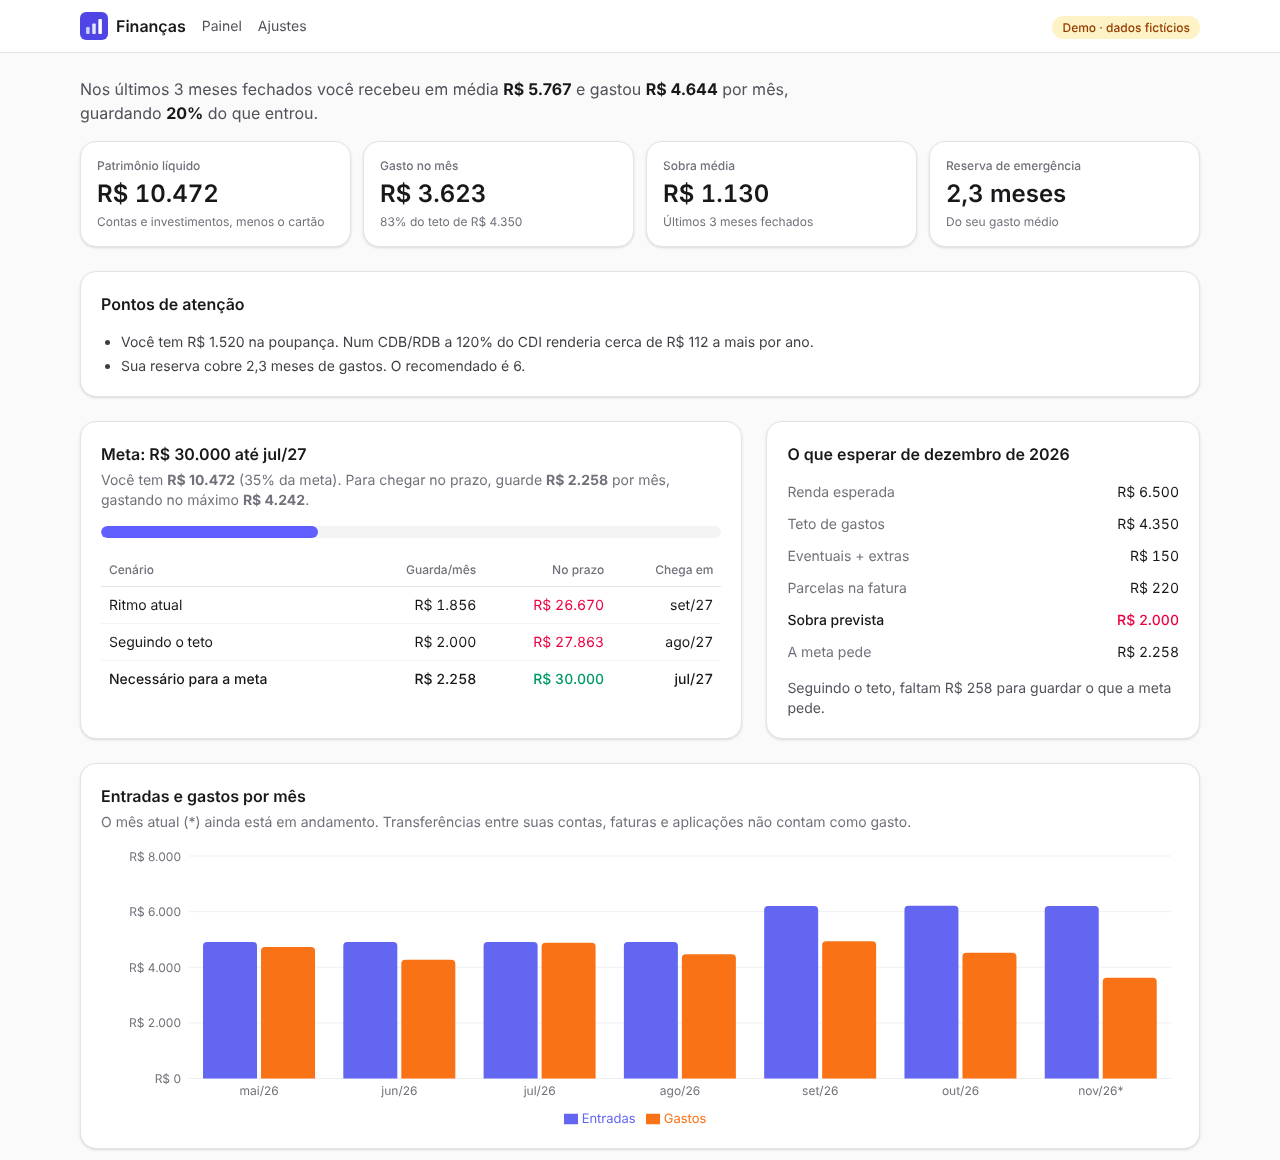 Finanças Painel Ajustes Demo · dados fictícios
Nos últimos 3 meses fechados você recebeu em média R$ 5.767 e gastou R$ 4.644 por mês,
guardando 20% do que entrou.
Patrimônio líquido
R$ 10.472
Contas e investimentos, menos o cartão
Gasto no mês
R$ 3.623
83% do teto de R$ 4.350
Sobra média
R$ 1.130
Últimos 3 meses fechados
Reserva de emergência
2,3 meses
Do seu gasto médio
Pontos de atenção
• Você tem R$ 1.520 na poupança. Num CDB/RDB a 120% do CDI renderia cerca de R$ 112 a mais por ano.
• Sua reserva cobre 2,3 meses de gastos. O recomendado é 6.
Meta: R$ 30.000 até jul/27
Você tem R$ 10.472 (35% da meta). Para chegar no prazo, guarde R$ 2.258 por mês,
gastando no máximo R$ 4.242.
Cenário Guarda/mês No prazo Chega em
Ritmo atual R$ 1.856 R$ 26.670 set/27
Seguindo o teto R$ 2.000 R$ 27.863 ago/27
Necessário para a meta R$ 2.258 R$ 30.000 jul/27
O que esperar de dezembro de 2026
Renda esperada R$ 6.500
Teto de gastos R$ 4.350
Eventuais + extras R$ 150
Parcelas na fatura R$ 220
Sobra prevista R$ 2.000
A meta pede R$ 2.258
Seguindo o teto, faltam R$ 258 para guardar o que a meta
pede.
Entradas e gastos por mês
O mês atual (*) ainda está em andamento. Transferências entre suas contas, faturas e aplicações não contam como gasto.
R$ 8.000
R$ 6.000
R$ 4.000
R$ 2.000
R$ 0
mai/26 jun/26 jul/26 ago/26 set/26 out/26 nov/26*
Entradas Gastos